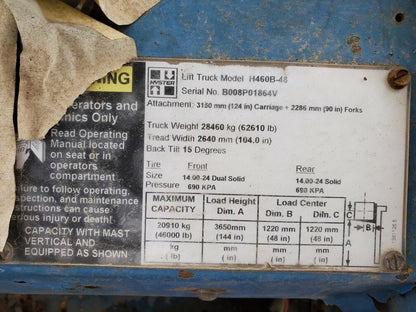 WARNING
Operators and
Mechanics Only
Read Operating
Manual located
on seat or in
operators
compartment.
Failure to follow operating,
inspection, and maintenance
instructions can cause
serious injury or death!
CAPACITY WITH MAST
VERTICAL AND
EQUIPPED AS SHOWN
HYSTER
Lift Truck Model H460B-48
Serial No. B008P01864V
Attachment: 3150 mm (124 in) Carriage + 2286 mm (90 in) Forks
Truck Weight 28460 kg (62610 lb)
Tread Width 2640 mm (104.0 in)
Back Tilt 15 Degrees
Tire Front Rear
Size 14.00-24 Dual Solid 14.00-24 Solid
Pressure 690 KPA 690 KPA
MAXIMUM CAPACITY Load Height Dim. A Load Center Dim. B Dim. C
20910 kg 3650mm 1220 mm 1220 mm
(46000 lb) (144 in) (48 in) (48 in)
kg mm mm mm
( lb) ( in) ( in) ( in)
C
B
A